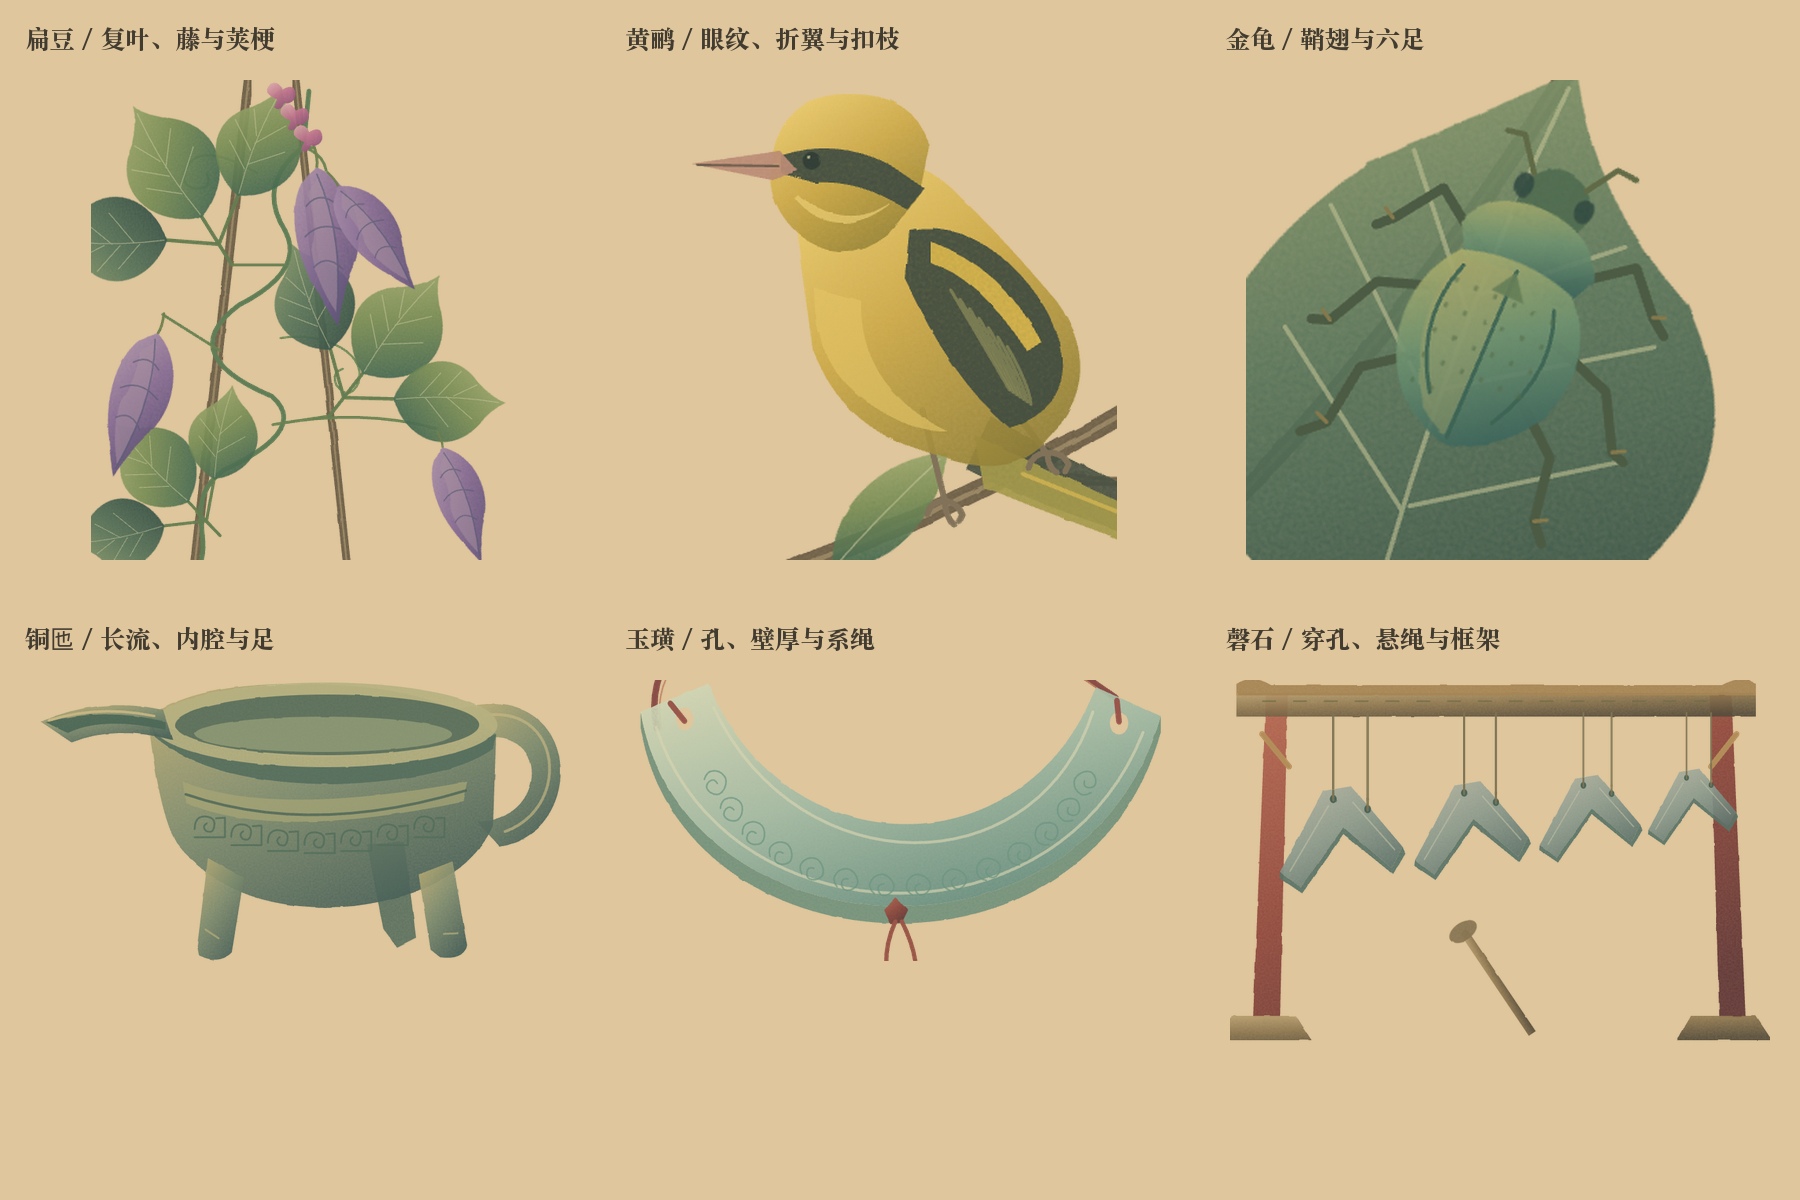 扁豆 / 复叶、藤与荚梗
黄鹂 / 眼纹、折翼与扣枝
金龟 / 鞘翅与六足
铜匜 / 长流、内腔与足
玉璜 / 孔、壁厚与系绳
磬石 / 穿孔、悬绳与框架